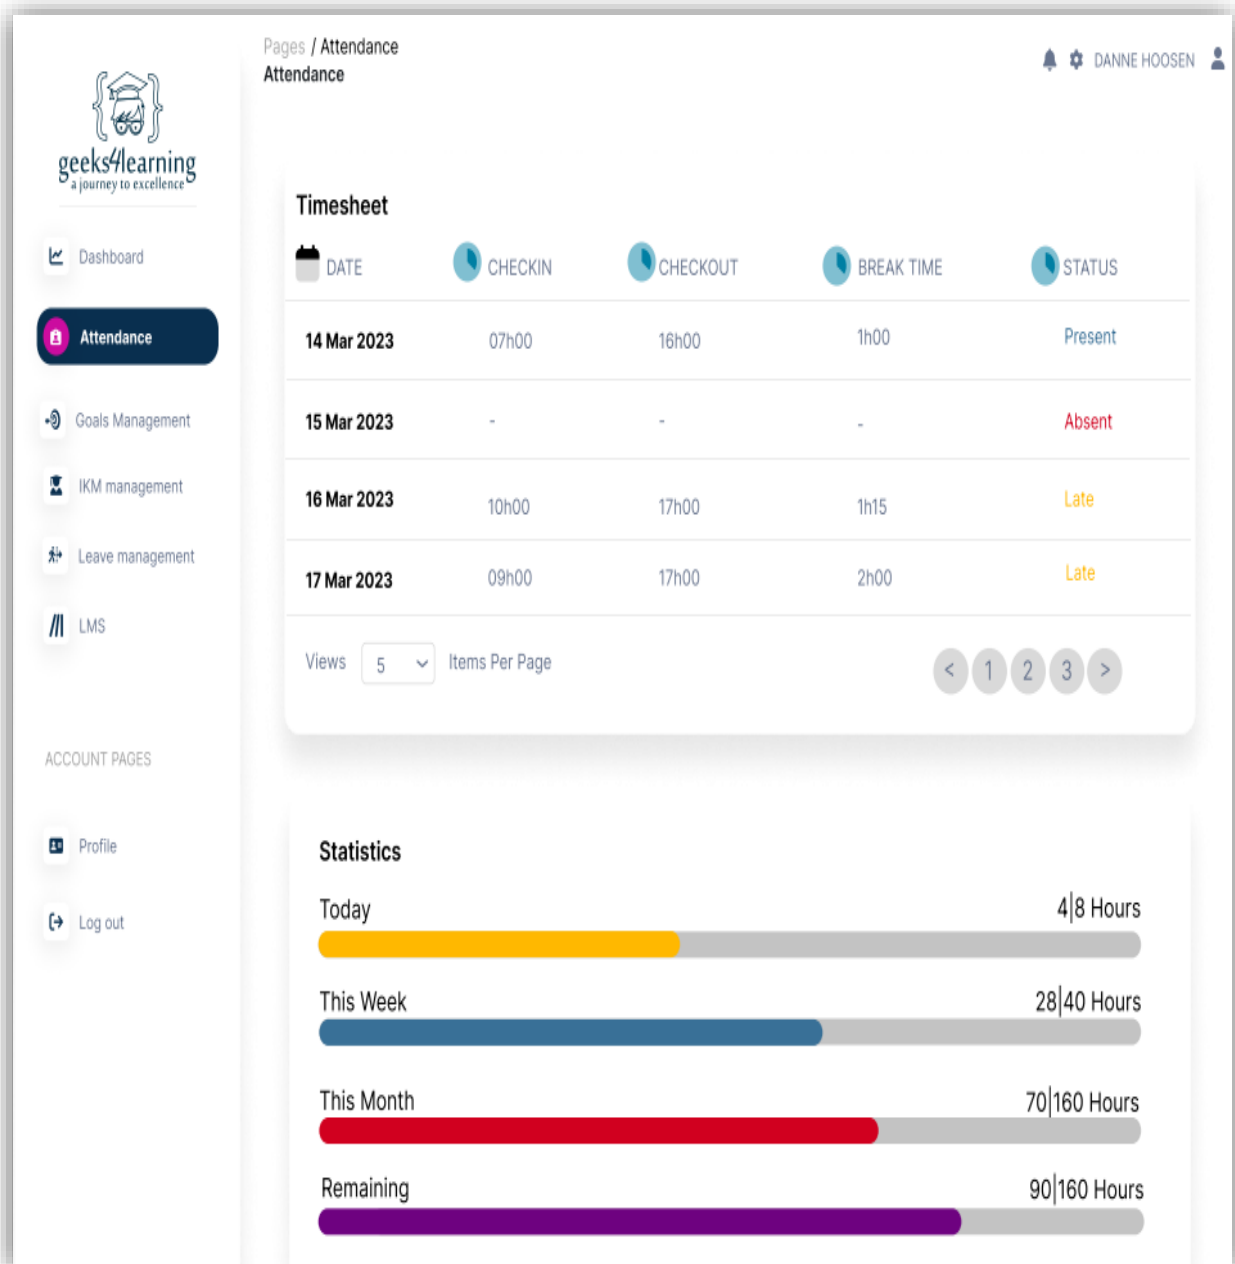 Pages / Attendance
Attendance
DANNE HOOSEN
geeks4learning
a journey to excellence
Dashboard
Attendance
Goals Management
IKM management
Leave management
LMS
ACCOUNT PAGES
Profile
Log out
Timesheet
DATE CHECKIN CHECKOUT BREAK TIME STATUS
14 Mar 2023 07h00 16h00 1h00 Present
15 Mar 2023 - - - Absent
16 Mar 2023 10h00 17h00 1h15 Late
17 Mar 2023 09h00 17h00 2h00 Late
Views 5 Items Per Page < 1 2 3 >
Statistics
Today 4|8 Hours
This Week 28|40 Hours
This Month 70|160 Hours
Remaining 90|160 Hours